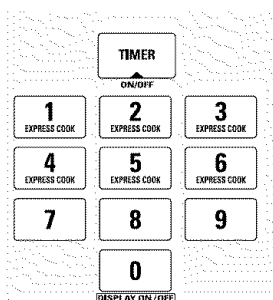 TIMER
ON/OFF
1 2 3
EXPRESS COOK EXPRESS COOK EXPRESS COOK
4 5 6
EXPRESS COOK EXPRESS COOK EXPRESS COOK
7 8 9
0
DISPLAY ON/OFF